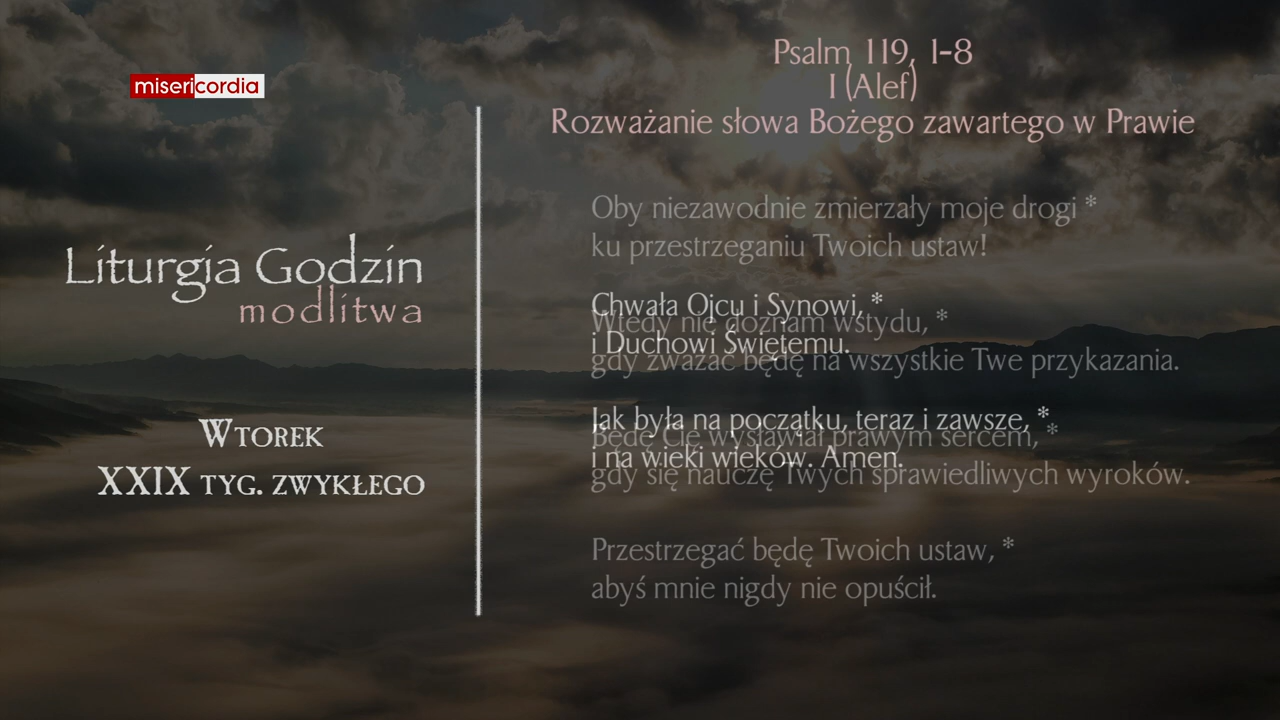 misericordia
Liturgia Godzin
modlitwa
Wtorek
XXIX tyg. zwykłego
Psalm 119, 1-8
I (Alef)
Rozważanie słowa Bożego zawartego w Prawie
Oby niezawodnie zmierzały moje drogi *
ku przestrzeganiu Twoich ustaw!
Chwała Ojcu i Synowi, *
Wtedy nie doznam wstydu, *
i Duchowi Świętemu.
gdy zważać będę na wszystkie Twe przykazania.
Jak była na początku, teraz i zawsze, *
Będę Cię wysławiał prawym sercem, *
i na wieki wieków. Amen.
gdy się nauczę Twych sprawiedliwych wyroków.
Przestrzegać będę Twoich ustaw, *
abyś mnie nigdy nie opuścił.